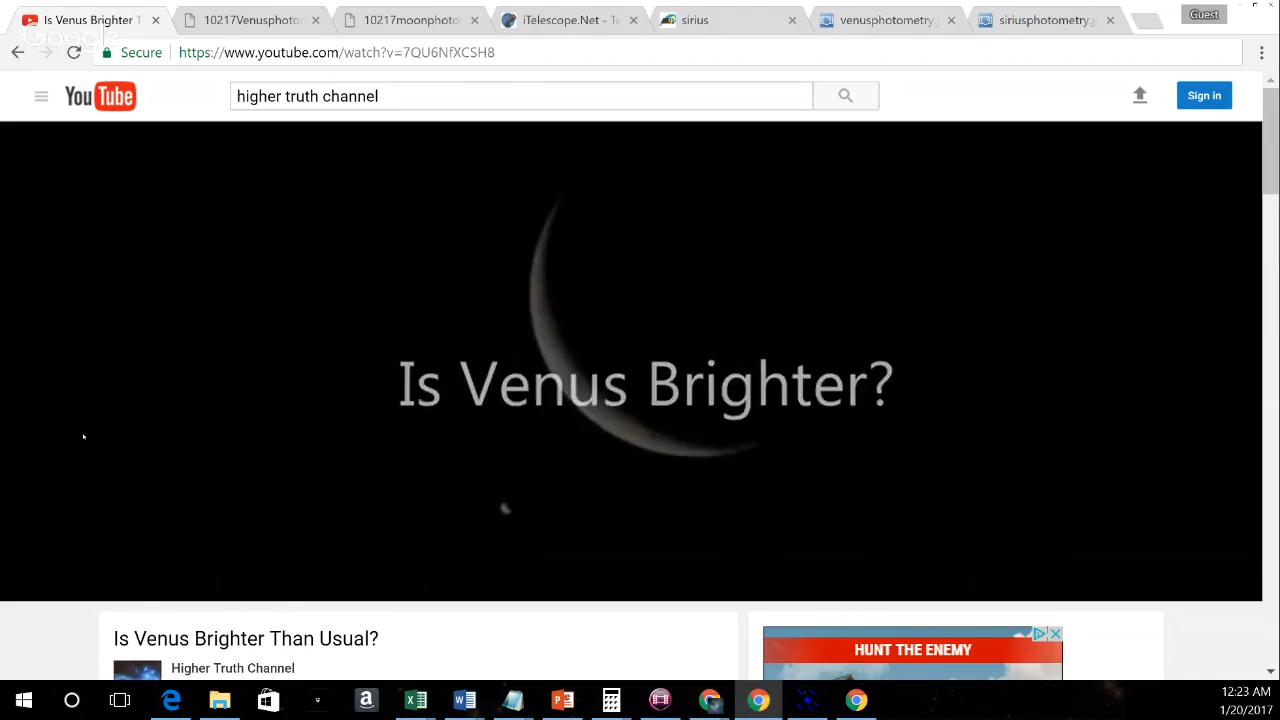 Is Venus Brighter T
10217Venusphoto
10217moonphoto
iTelescope.Net - Te
sirius
venusphotometry.
siriusphotometry.j
Guest
Google
Secure
https://www.youtube.com/watch?v=7QU6NfXCSH8
YouTube
higher truth channel
Sign in
Is Venus Brighter?
Is Venus Brighter Than Usual?
Higher Truth Channel
HUNT THE ENEMY
12:23 AM
1/20/2017